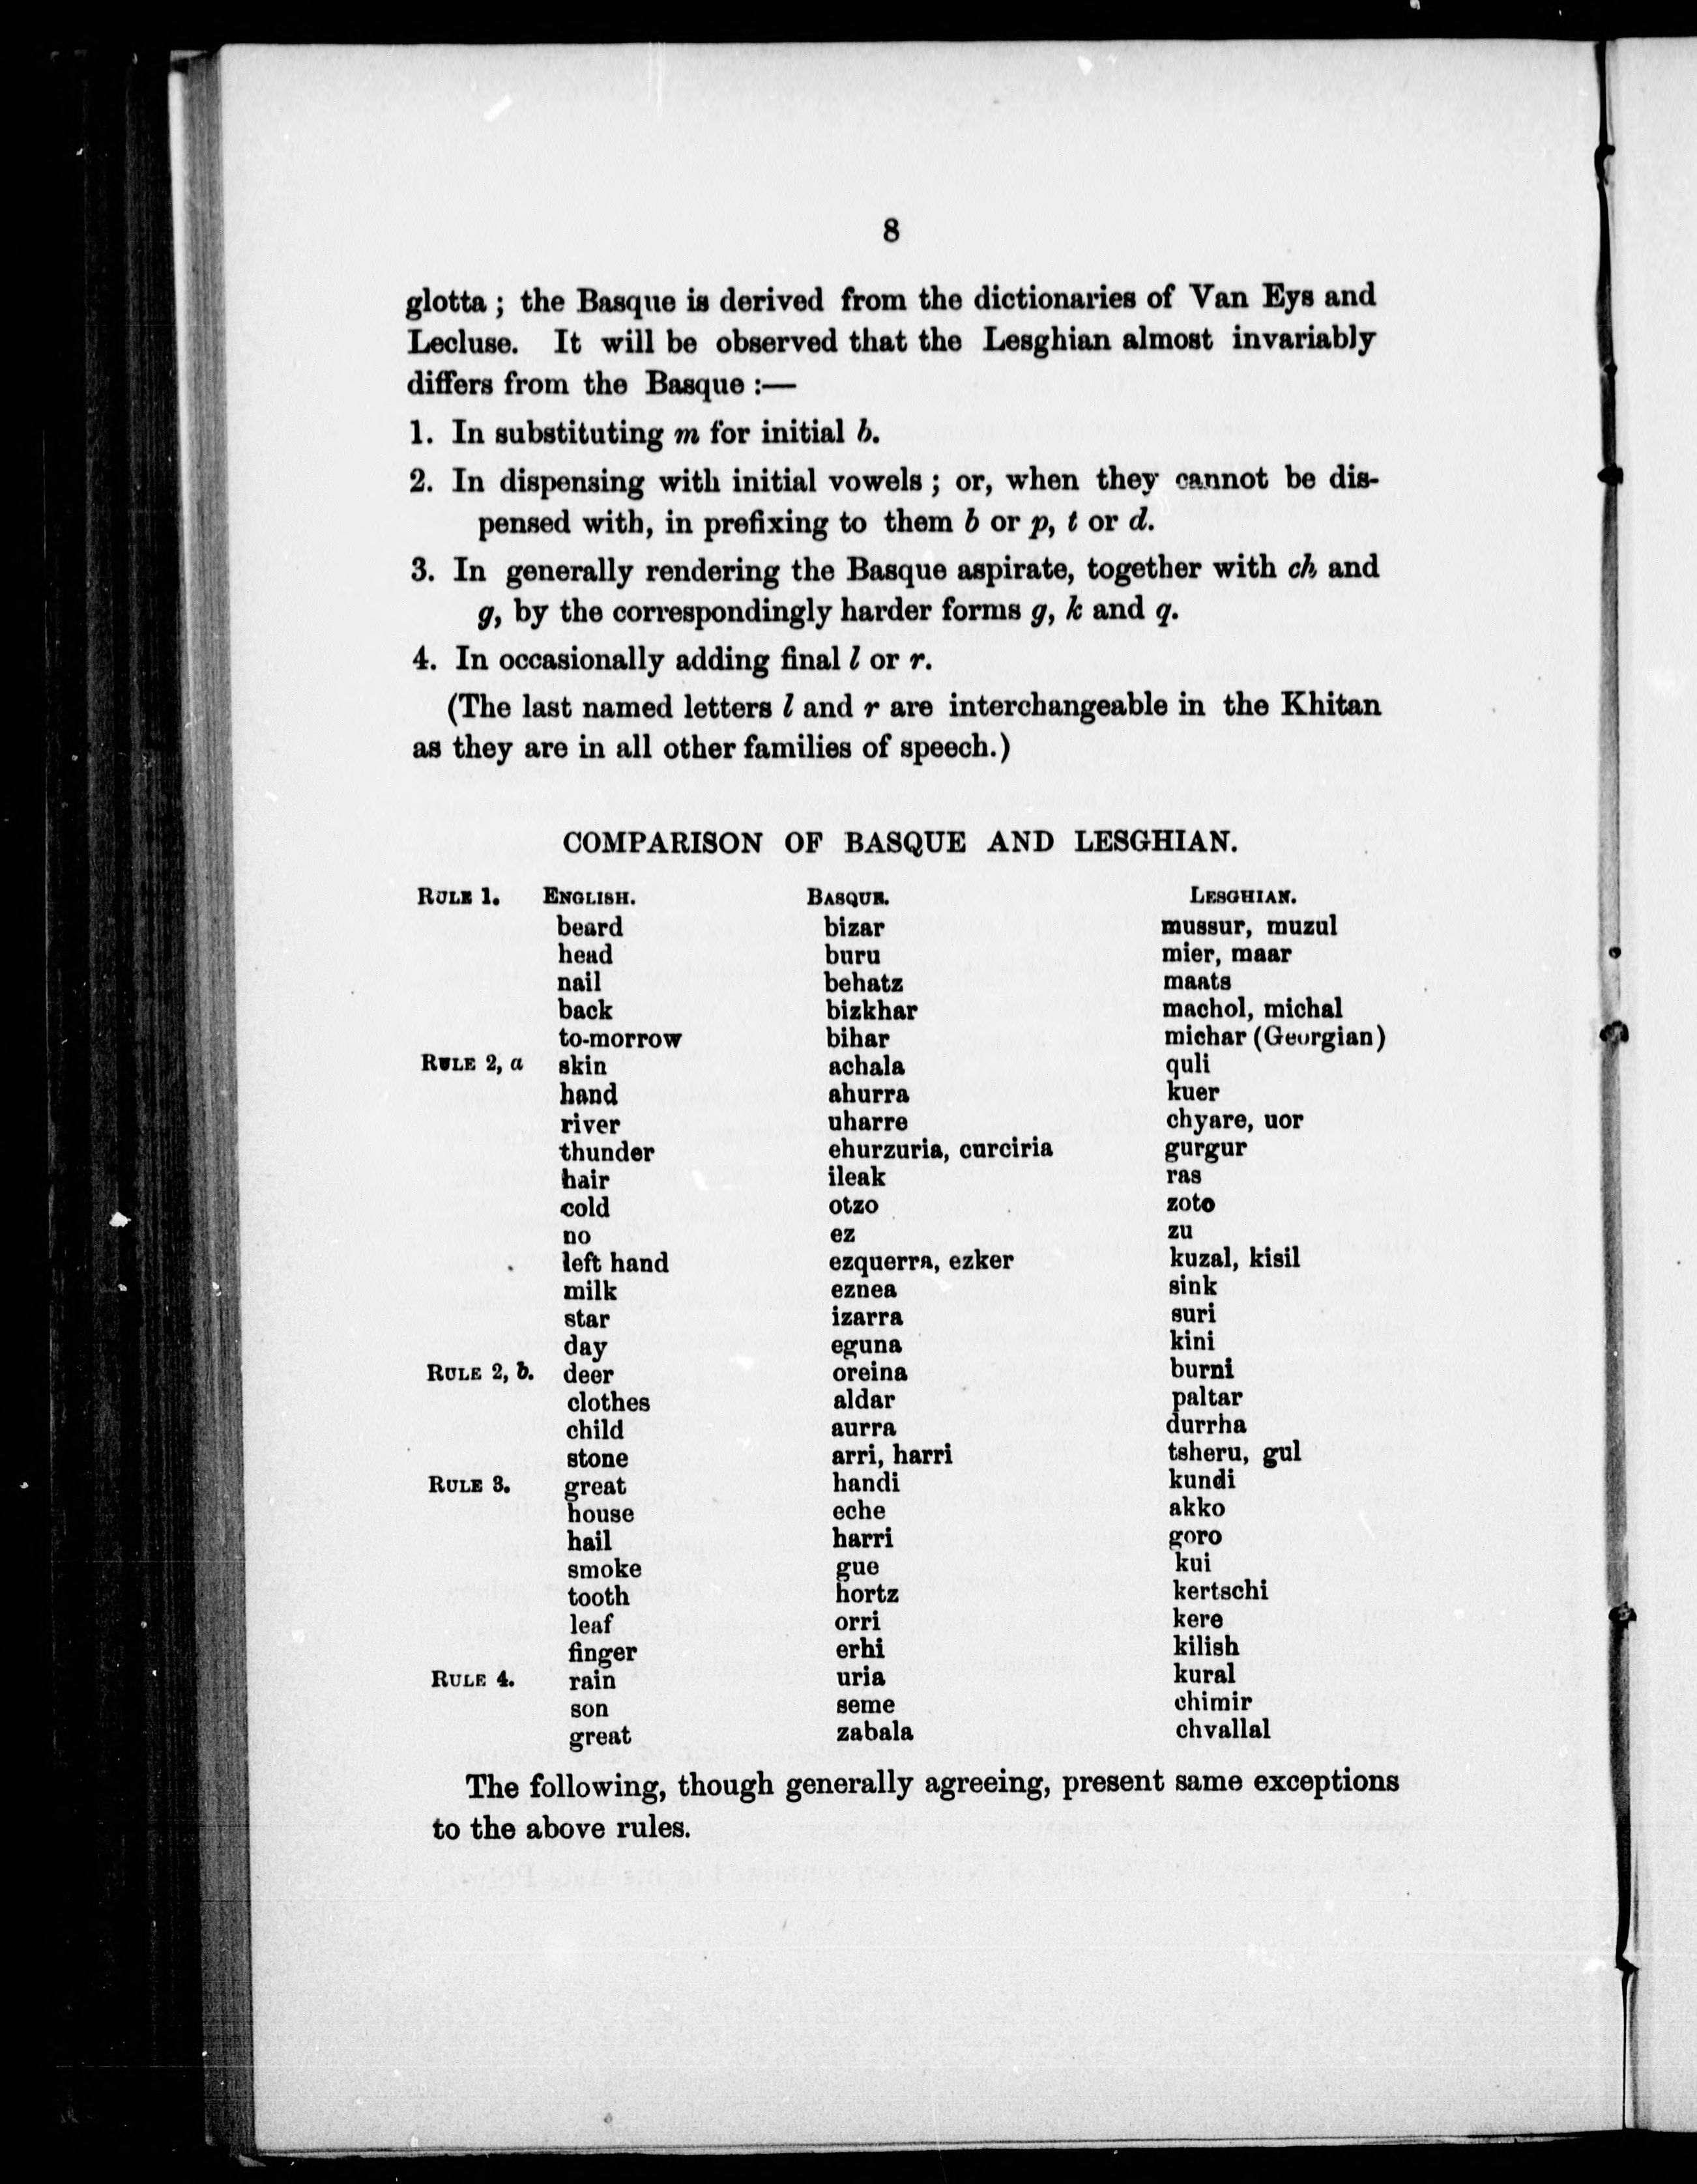 8
glotta ; the Basque is derived from the dictionaries of Van Eys and
Lecluse. It will be observed that the Lesghian almost invariably
differs from the Basque :—
1. In substituting m for initial b.
2. In dispensing with initial vowels ; or, when they cannot be dis-
pensed with, in prefixing to them b or p, t or d.
3. In generally rendering the Basque aspirate, together with ch and
g, by the correspondingly harder forms g, k and q.
4. In occasionally adding final l or r.
(The last named letters l and r are interchangeable in the Khitan
as they are in all other families of speech.)
COMPARISON OF BASQUE AND LESGHIAN.
RULE 1. ENGLISH. BASQUE. LESGHIAN.
beard bizar mussur, muzul
head buru mier, maar
nail behatz maats
back bizkhar machol, michal
to-morrow bihar michar (Georgian)
RULE 2, a skin achala quli
hand ahurra kuer
river uharre chyare, uor
thunder ehurzuria, curciria gurgur
hair ileak ras
cold otzo zoto
no ez zu
left hand ezquerra, ezker kuzal, kisil
milk eznea sink
star izarra suri
day eguna kini
RULE 2, b. deer oreina burni
clothes aldar paltar
child aurra durrha
stone arri, harri tsheru, gul
RULE 3. great handi kundi
house eche akko
hail harri goro
smoke gue kui
tooth hortz kertschi
leaf orri kere
finger erhi kilish
RULE 4. rain uria kural
son seme chimir
great zabala chvallal
The following, though generally agreeing, present same exceptions
to the above rules.